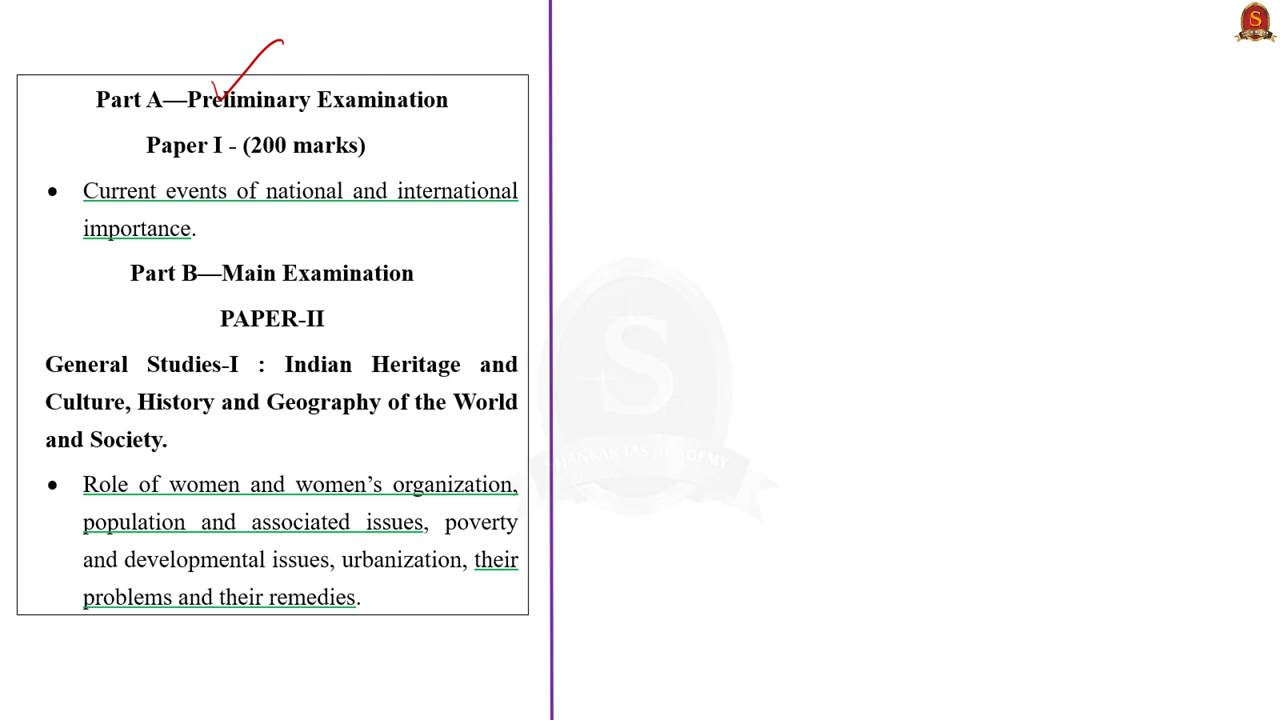 Part A—Preliminary Examination
Paper I - (200 marks)
• Current events of national and international
importance.
Part B—Main Examination
PAPER-II
General Studies-I : Indian Heritage and
Culture, History and Geography of the World
and Society.
• Role of women and women’s organization,
population and associated issues, poverty
and developmental issues, urbanization, their
problems and their remedies.
S
S